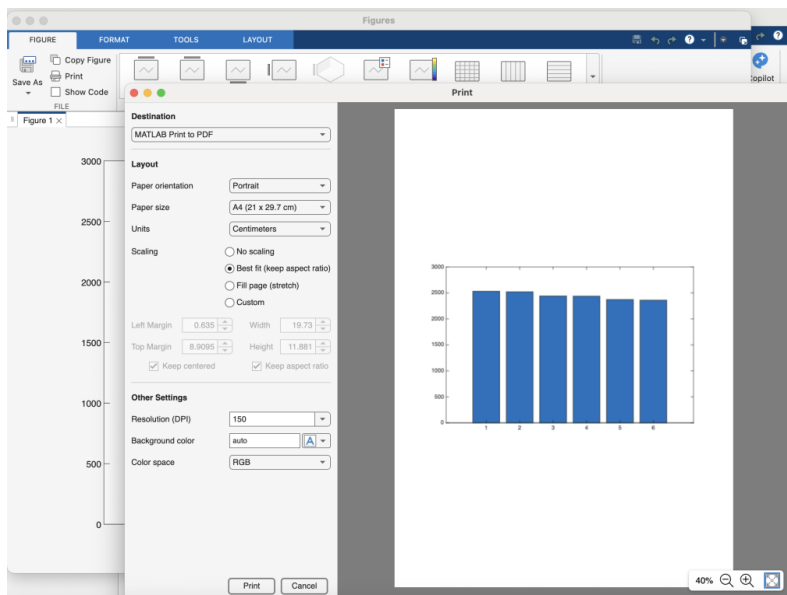 Figures
FIGURE FORMAT TOOLS LAYOUT
Save As
Copy Figure
Print
Show Code
FILE
Copilot
Figure 1
3000
2500
2000
1500
1000
500
0
Print
Destination
MATLAB Print to PDF
Layout
Paper orientation Portrait
Paper size A4 (21 x 29.7 cm)
Units Centimeters
Scaling No scaling
Best fit (keep aspect ratio)
Fill page (stretch)
Custom
Left Margin 0.635 Width 19.73
Top Margin 8.9095 Height 11.881
Keep centered Keep aspect ratio
Other Settings
Resolution (DPI) 150
Background color auto A
Color space RGB
Print Cancel
3000
2500
2000
1500
1000
500
0
1 2 3 4 5 6
40%